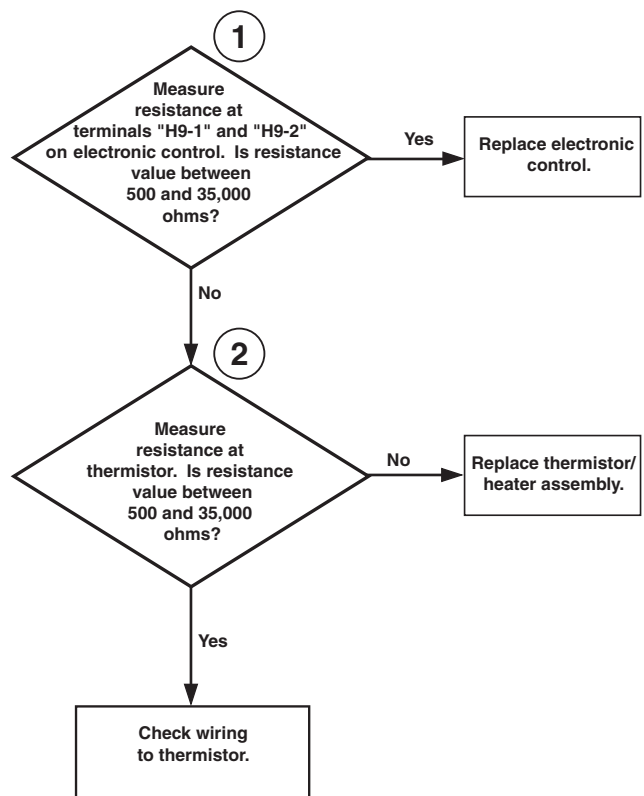 1
Measure
resistance at
terminals "H9-1" and "H9-2"
on electronic control.  Is resistance
value between
500 and 35,000
ohms?
Yes
Replace electronic
control.
No
2
Measure
resistance at
thermistor.  Is resistance
value between
500 and 35,000
ohms?
No
Replace thermistor/
heater assembly.
Yes
Check wiring
to thermistor.